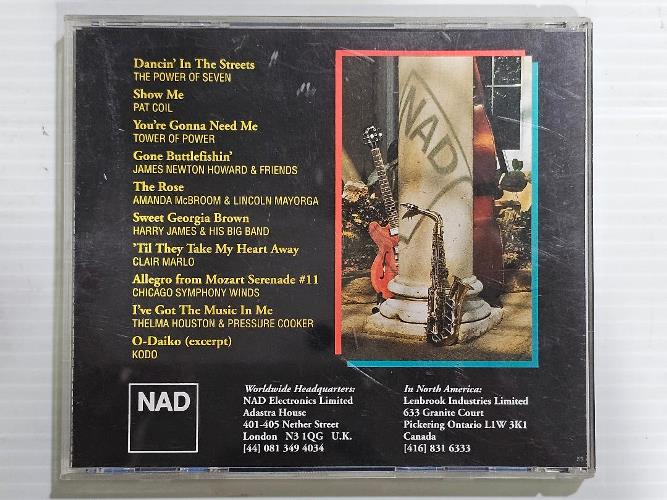 Dancin' In The Streets
THE POWER OF SEVEN
Show Me
PAT COIL
You're Gonna Need Me
TOWER OF POWER
Gone Buttlefishin'
JAMES NEWTON HOWARD & FRIENDS
The Rose
AMANDA McBROOM & LINCOLN MAYORGA
Sweet Georgia Brown
HARRY JAMES & HIS BIG BAND
'Til They Take My Heart Away
CLAIR MARLO
Allegro from Mozart Serenade #11
CHICAGO SYMPHONY WINDS
I've Got The Music In Me
THELMA HOUSTON & PRESSURE COOKER
O-Daiko (excerpt)
KODO
NAD
NAD
Worldwide Headquarters:
NAD Electronics Limited
Adastra House
401-405 Nether Street
London N3 1QG U.K.
[44] 081 349 4034
In North America:
Lenbrook Industries Limited
633 Granite Court
Pickering Ontario L1W 3K1
Canada
[416] 831 6333